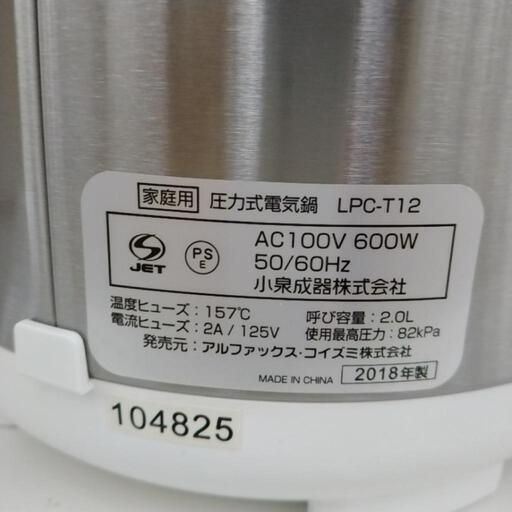 家庭用 圧力式電気鍋 LPC-T12
JET
PS
E
AC100V 600W
50/60Hz
小泉成器株式会社
温度ヒューズ：157℃ 呼び容量：2.0L
電流ヒューズ：2A / 125V 使用最高圧力：82kPa
発売元：アルファックス・コイズミ株式会社
MADE IN CHINA 2018年製
104825